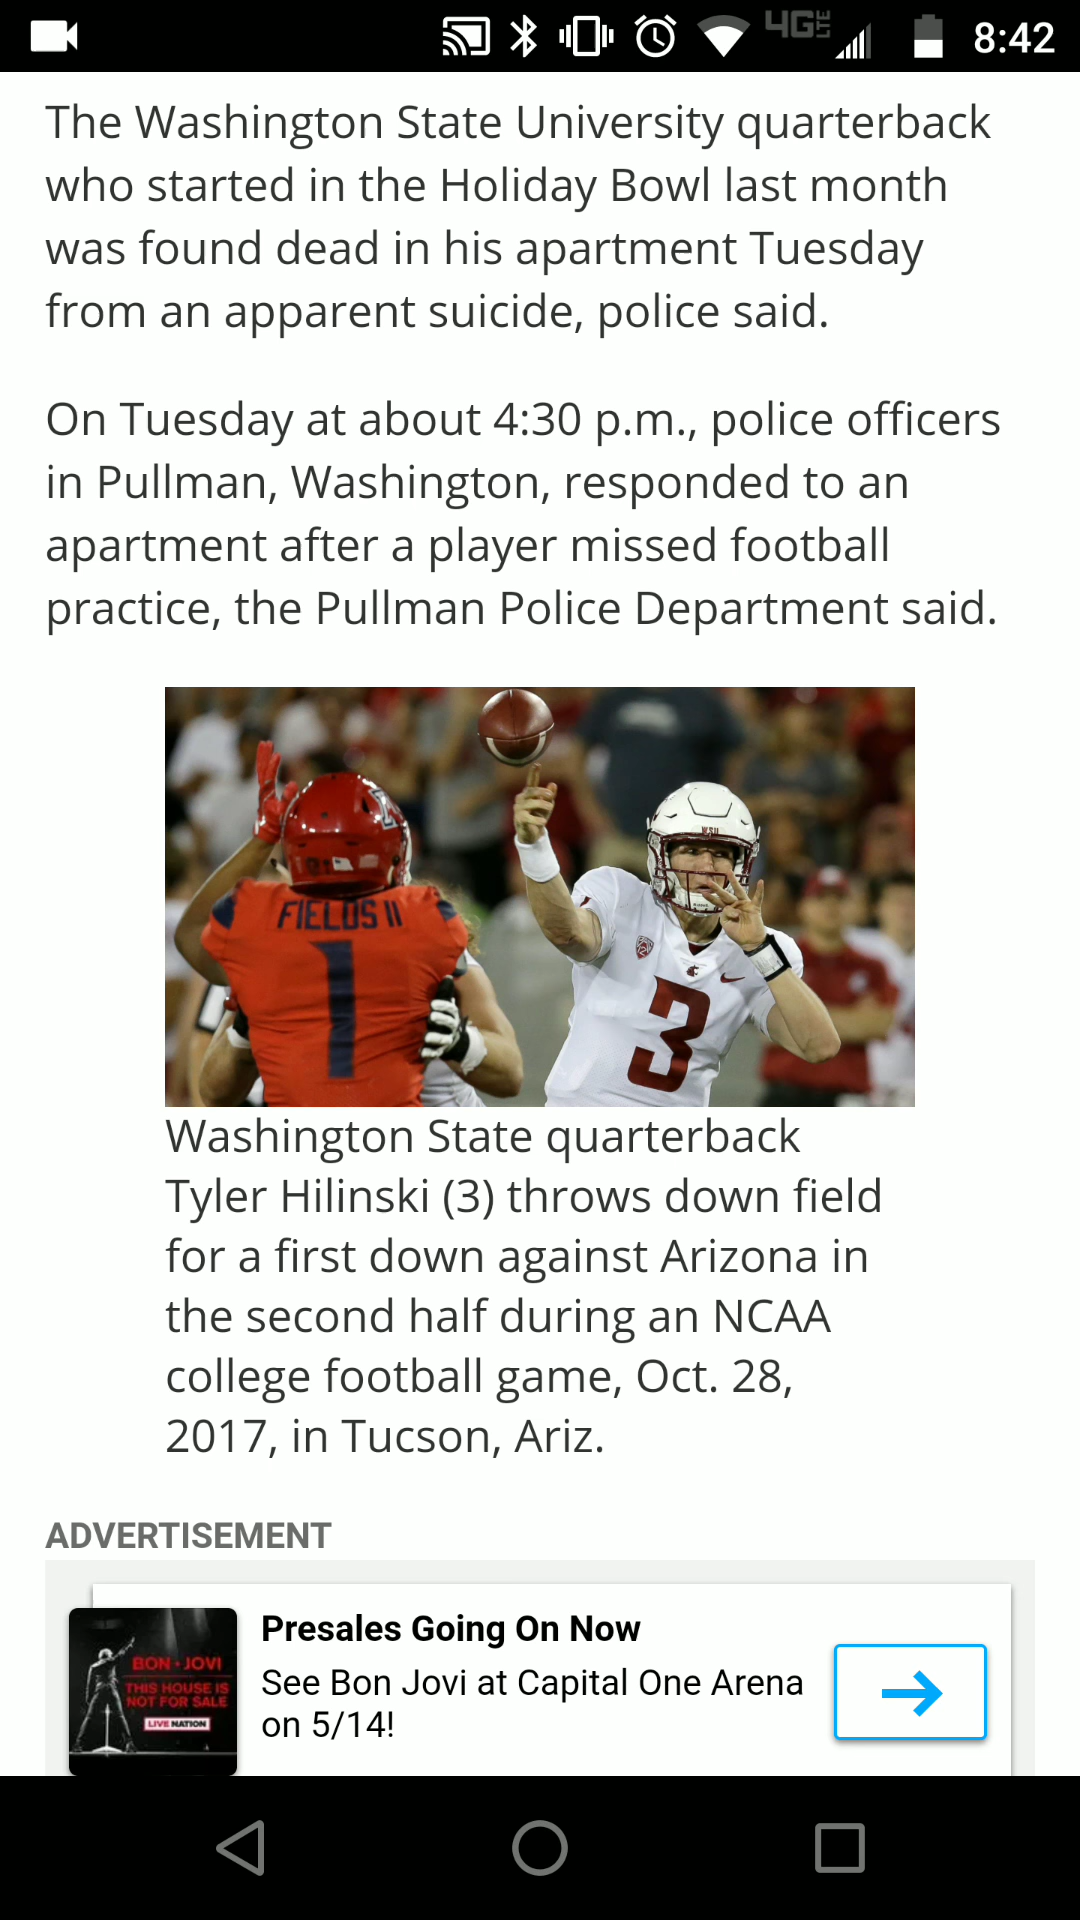 4G LTE 8:42
The Washington State University quarterback
who started in the Holiday Bowl last month
was found dead in his apartment Tuesday
from an apparent suicide, police said.
On Tuesday at about 4:30 p.m., police officers
in Pullman, Washington, responded to an
apartment after a player missed football
practice, the Pullman Police Department said.
FIELDS II
1
WSU
3
Washington State quarterback
Tyler Hilinski (3) throws down field
for a first down against Arizona in
the second half during an NCAA
college football game, Oct. 28,
2017, in Tucson, Ariz.
ADVERTISEMENT
BON • JOVI
THIS HOUSE IS
NOT FOR SALE
LIVE NATION
Presales Going On Now
See Bon Jovi at Capital One Arena
on 5/14!